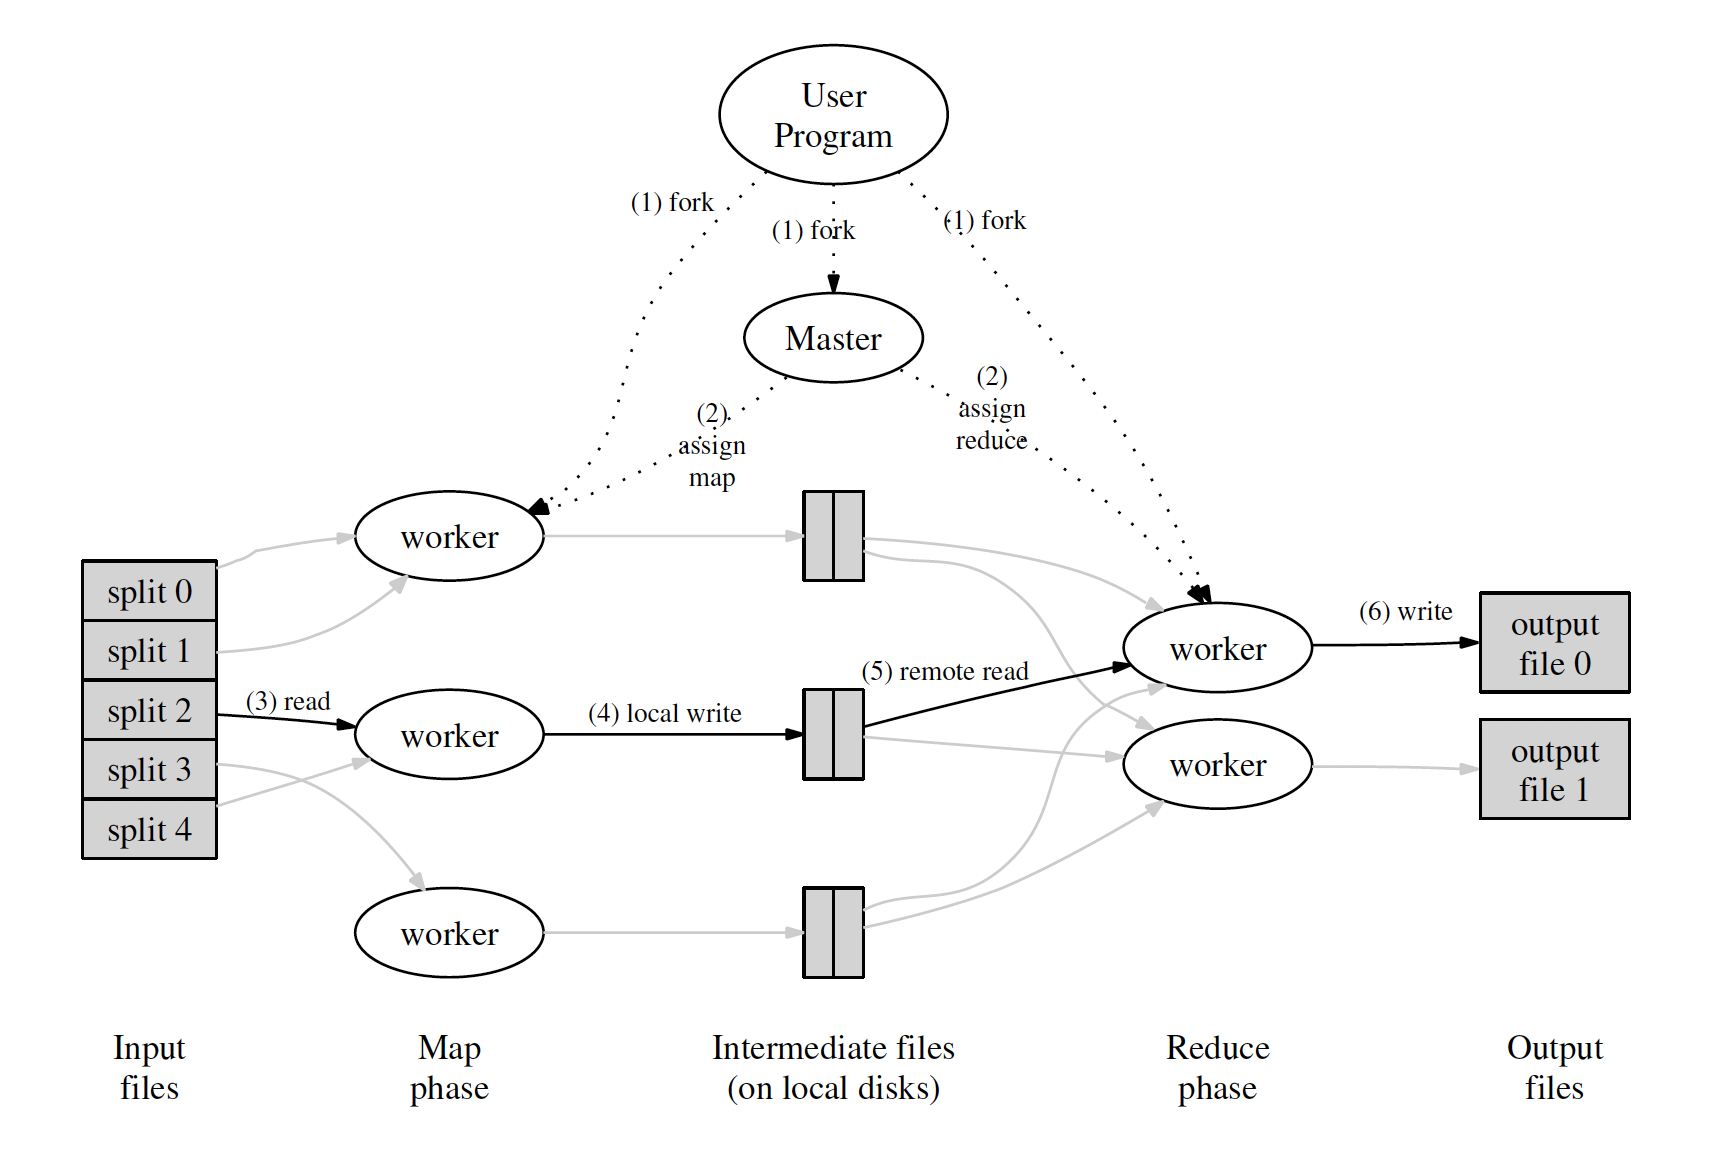 User
Program
(1) fork
(1) fork
(1) fork
Master
(2)
assign
map
(2)
assign
reduce
worker
split 0
split 1
split 2
split 3
split 4
(3) read
worker
(4) local write
worker
(5) remote read
worker
worker
(6) write
output
file 0
output
file 1
Input
files
Map
phase
Intermediate files
(on local disks)
Reduce
phase
Output
files